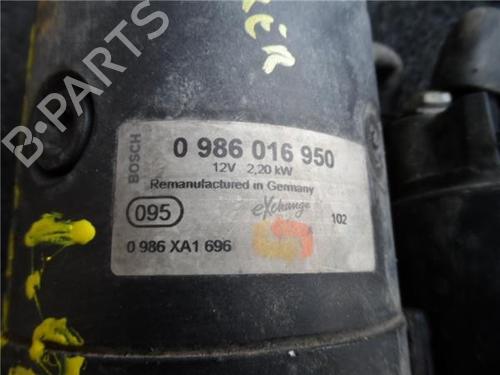 B-PARTS
BOSCH
0 986 016 950
12V 2,20 kW
Remanufactured in Germany
095
eXchange
102
0 986 XA1 696